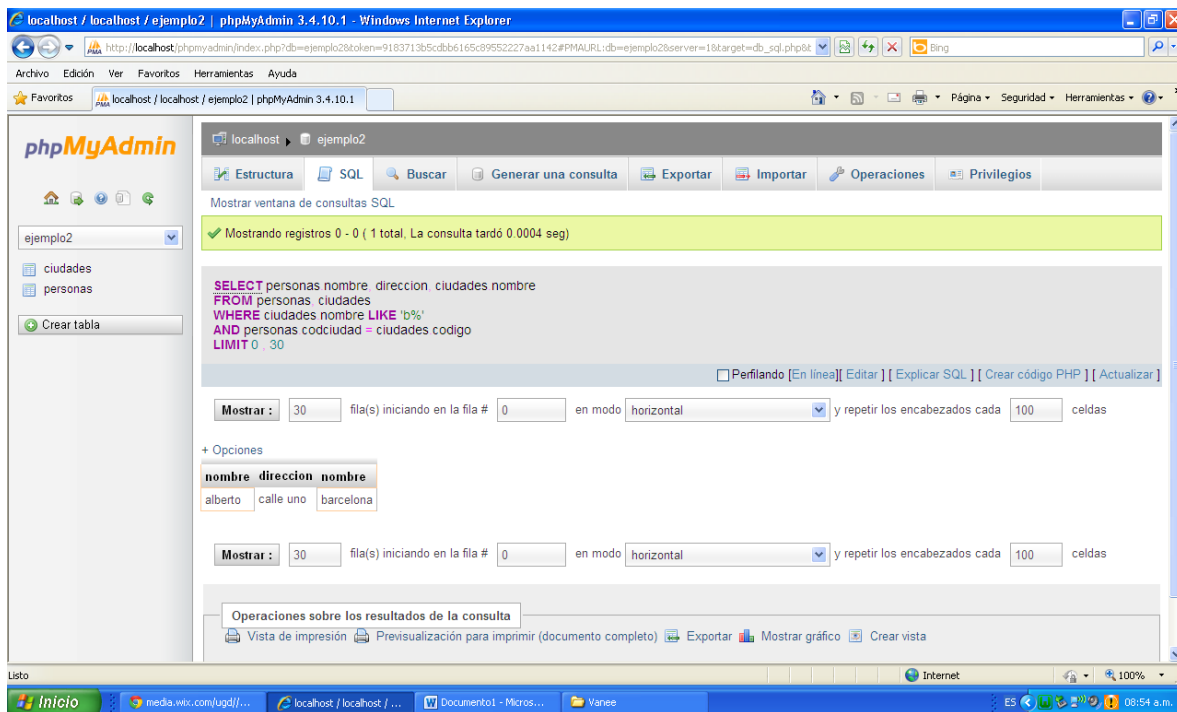 localhost / localhost / ejemplo2 | phpMyAdmin 3.4.10.1 - Windows Internet Explorer
http://localhost/phpmyadmin/index.php?db=ejemplo2&token=9183713b5cdbb6165c89552227aa1142#PMAURL:db=ejemplo2&server=1&target=db_sql.php&t
Bing
Archivo Edición Ver Favoritos Herramientas Ayuda
Favoritos
localhost / localhost / ejemplo2 | phpMyAdmin 3.4.10.1
Página Seguridad Herramientas
phpMyAdmin
ejemplo2
ciudades
personas
Crear tabla
localhost ejemplo2
Estructura SQL Buscar Generar una consulta Exportar Importar Operaciones Privilegios
Mostrar ventana de consultas SQL
Mostrando registros 0 - 0 ( 1 total, La consulta tardó 0.0004 seg)
SELECT personas.nombre, direccion, ciudades.nombre
FROM personas, ciudades
WHERE ciudades.nombre LIKE 'b%'
AND personas.codciudad = ciudades.codigo
LIMIT 0 , 30
Perfilando [En línea][ Editar ] [ Explicar SQL ] [ Crear código PHP ] [ Actualizar ]
Mostrar : 30 fila(s) iniciando en la fila # 0 en modo horizontal y repetir los encabezados cada 100 celdas
+ Opciones
nombre direccion nombre
alberto calle uno barcelona
Mostrar : 30 fila(s) iniciando en la fila # 0 en modo horizontal y repetir los encabezados cada 100 celdas
Operaciones sobre los resultados de la consulta
Vista de impresión Previsualización para imprimir (documento completo) Exportar Mostrar gráfico Crear vista
Listo
Internet
100%
Inicio
media.wix.com/ugd//...
localhost / localhost / ...
Documento1 - Micros...
Vanee
ES
08:54 a.m.